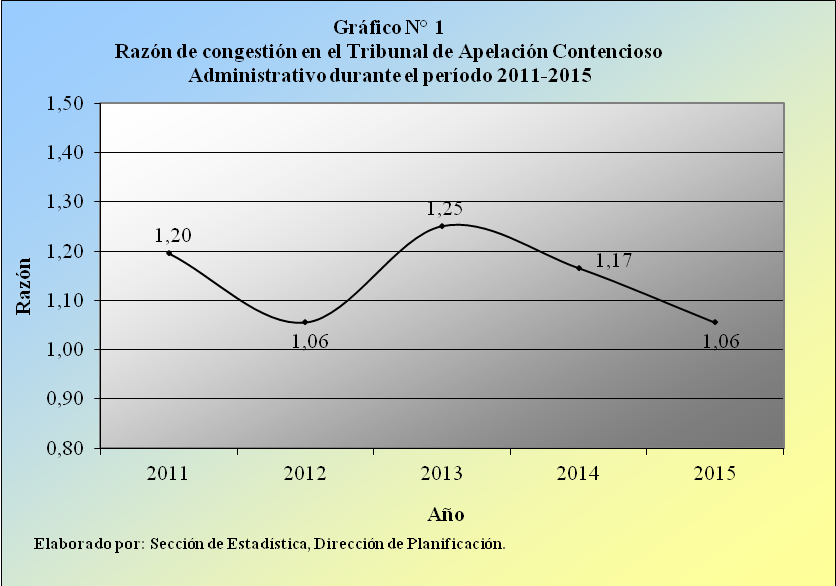 Gráfico N° 1
Razón de congestión en el Tribunal de Apelación Contencioso
Administrativo durante el período 2011-2015
1,50
1,40
1,30
1,20
1,10
1,00
0,90
0,80
Razón
1,20
1,06
1,25
1,17
1,06
2011 2012 2013 2014 2015
Año
Elaborado por: Sección de Estadística, Dirección de Planificación.